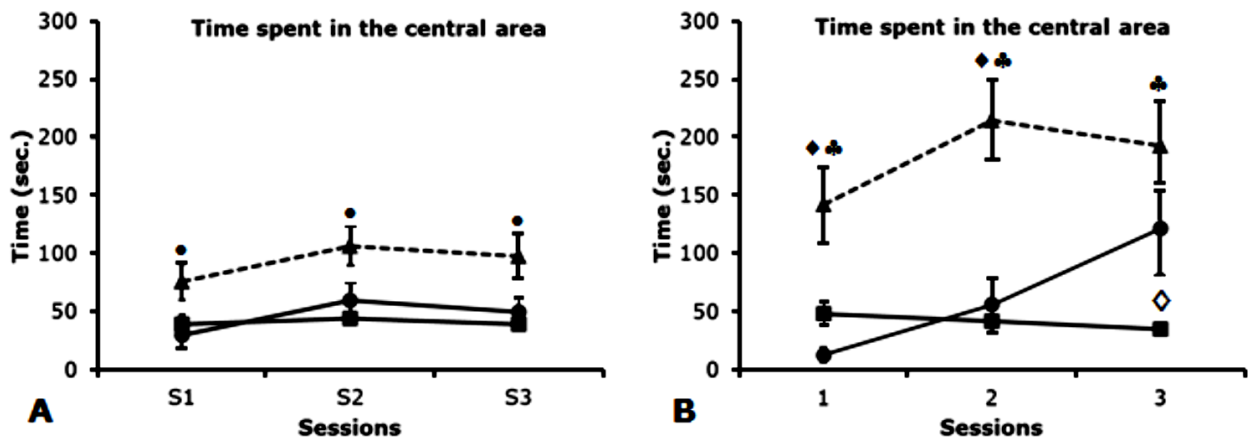 Time spent in the central area
300
250
200
150
100
50
0
Time (sec.)
S1 S2 S3
Sessions
A
Time spent in the central area
300
250
200
150
100
50
0
Time (sec.)
1 2 3
Sessions
B